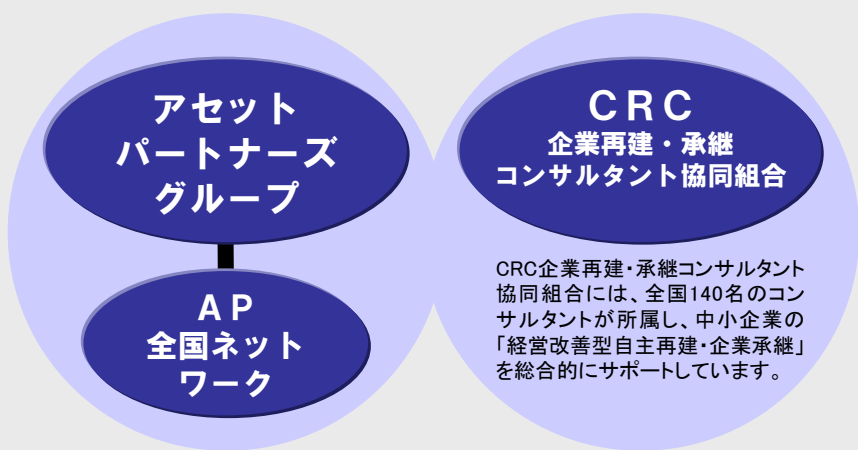 アセット
パートナーズ
グループ
AP
全国ネット
ワーク
CRC
企業再建・承継
コンサルタント協同組合
CRC企業再建・承継コンサルタント
協同組合には、全国140名のコン
サルタントが所属し、中小企業の
「経営改善型自主再建・企業承継」
を総合的にサポートしています。